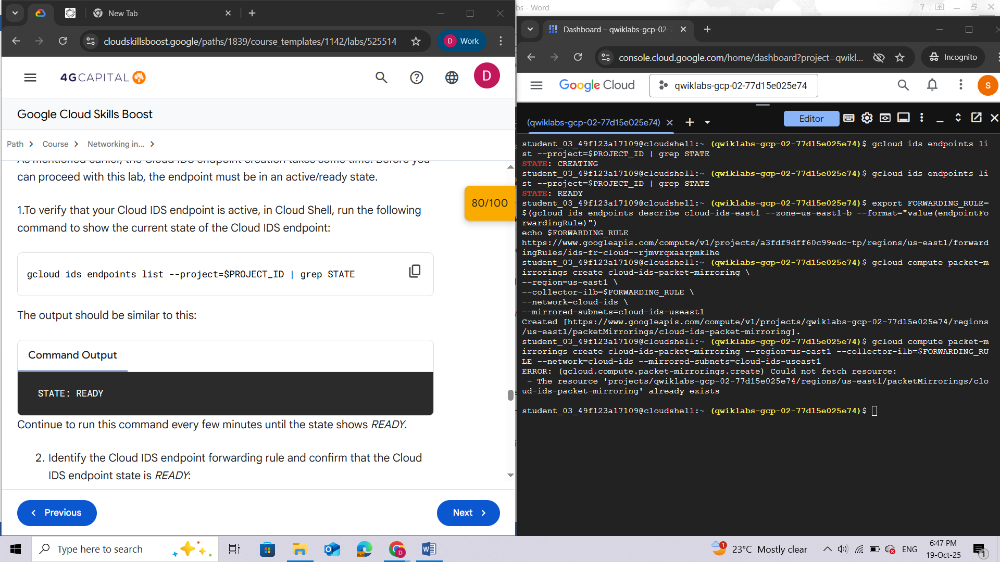 New Tab
cloudskillsboost.google/paths/1839/course_templates/1142/labs/525514
D Work
4GCAPITAL
D
Google Cloud Skills Boost
Path > Course > Networking in... >
As mentioned earlier, the Cloud IDS endpoint creation takes some time. Before you
can proceed with this lab, the endpoint must be in an active/ready state.
80/100
1.To verify that your Cloud IDS endpoint is active, in Cloud Shell, run the following
command to show the current state of the Cloud IDS endpoint:
gcloud ids endpoints list --project=$PROJECT_ID | grep STATE
The output should be similar to this:
Command Output
STATE: READY
Continue to run this command every few minutes until the state shows READY.
2. Identify the Cloud IDS endpoint forwarding rule and confirm that the Cloud
IDS endpoint state is READY:
Previous
Next
bs - Word
Dashboard – qwiklabs-gcp-02-7
console.cloud.google.com/home/dashboard?project=qwikl...
Incognito
Google Cloud
qwiklabs-gcp-02-77d15e025e74
S
(qwiklabs-gcp-02-77d15e025e74)
Editor
student_03_49f123a17109@cloudshell:~ (qwiklabs-gcp-02-77d15e025e74)$ gcloud ids endpoints li
st --project=$PROJECT_ID | grep STATE
STATE: CREATING
student_03_49f123a17109@cloudshell:~ (qwiklabs-gcp-02-77d15e025e74)$ gcloud ids endpoints li
st --project=$PROJECT_ID | grep STATE
STATE: READY
student_03_49f123a17109@cloudshell:~ (qwiklabs-gcp-02-77d15e025e74)$ export FORWARDING_RULE=
$(gcloud ids endpoints describe cloud-ids-east1 --zone=us-east1-b --format="value(endpointFo
rwardingRule)")
echo $FORWARDING_RULE
https://www.googleapis.com/compute/v1/projects/a3fdf9dff60c99edc-tp/regions/us-east1/forward
ingRules/ids-fr-cloud--rjmvrqxaarpmklhe
student_03_49f123a17109@cloudshell:~ (qwiklabs-gcp-02-77d15e025e74)$ gcloud compute packet-m
irrorings create cloud-ids-packet-mirroring \
--region=us-east1 \
--collector-ilb=$FORWARDING_RULE \
--network=cloud-ids \
--mirrored-subnets=cloud-ids-useast1
Created [https://www.googleapis.com/compute/v1/projects/qwiklabs-gcp-02-77d15e025e74/regions
/us-east1/packetMirrorings/cloud-ids-packet-mirroring].
student_03_49f123a17109@cloudshell:~ (qwiklabs-gcp-02-77d15e025e74)$ gcloud compute packet-m
irrorings create cloud-ids-packet-mirroring --region=us-east1 --collector-ilb=$FORWARDING_RU
LE --network=cloud-ids --mirrored-subnets=cloud-ids-useast1
ERROR: (gcloud.compute.packet-mirrorings.create) Could not fetch resource:
- The resource 'projects/qwiklabs-gcp-02-77d15e025e74/regions/us-east1/packetMirrorings/clo
ud-ids-packet-mirroring' already exists
student_03_49f123a17109@cloudshell:~ (qwiklabs-gcp-02-77d15e025e74)$
Type here to search
1
23°C Mostly clear
ENG
6:47 PM
19-Oct-25
1